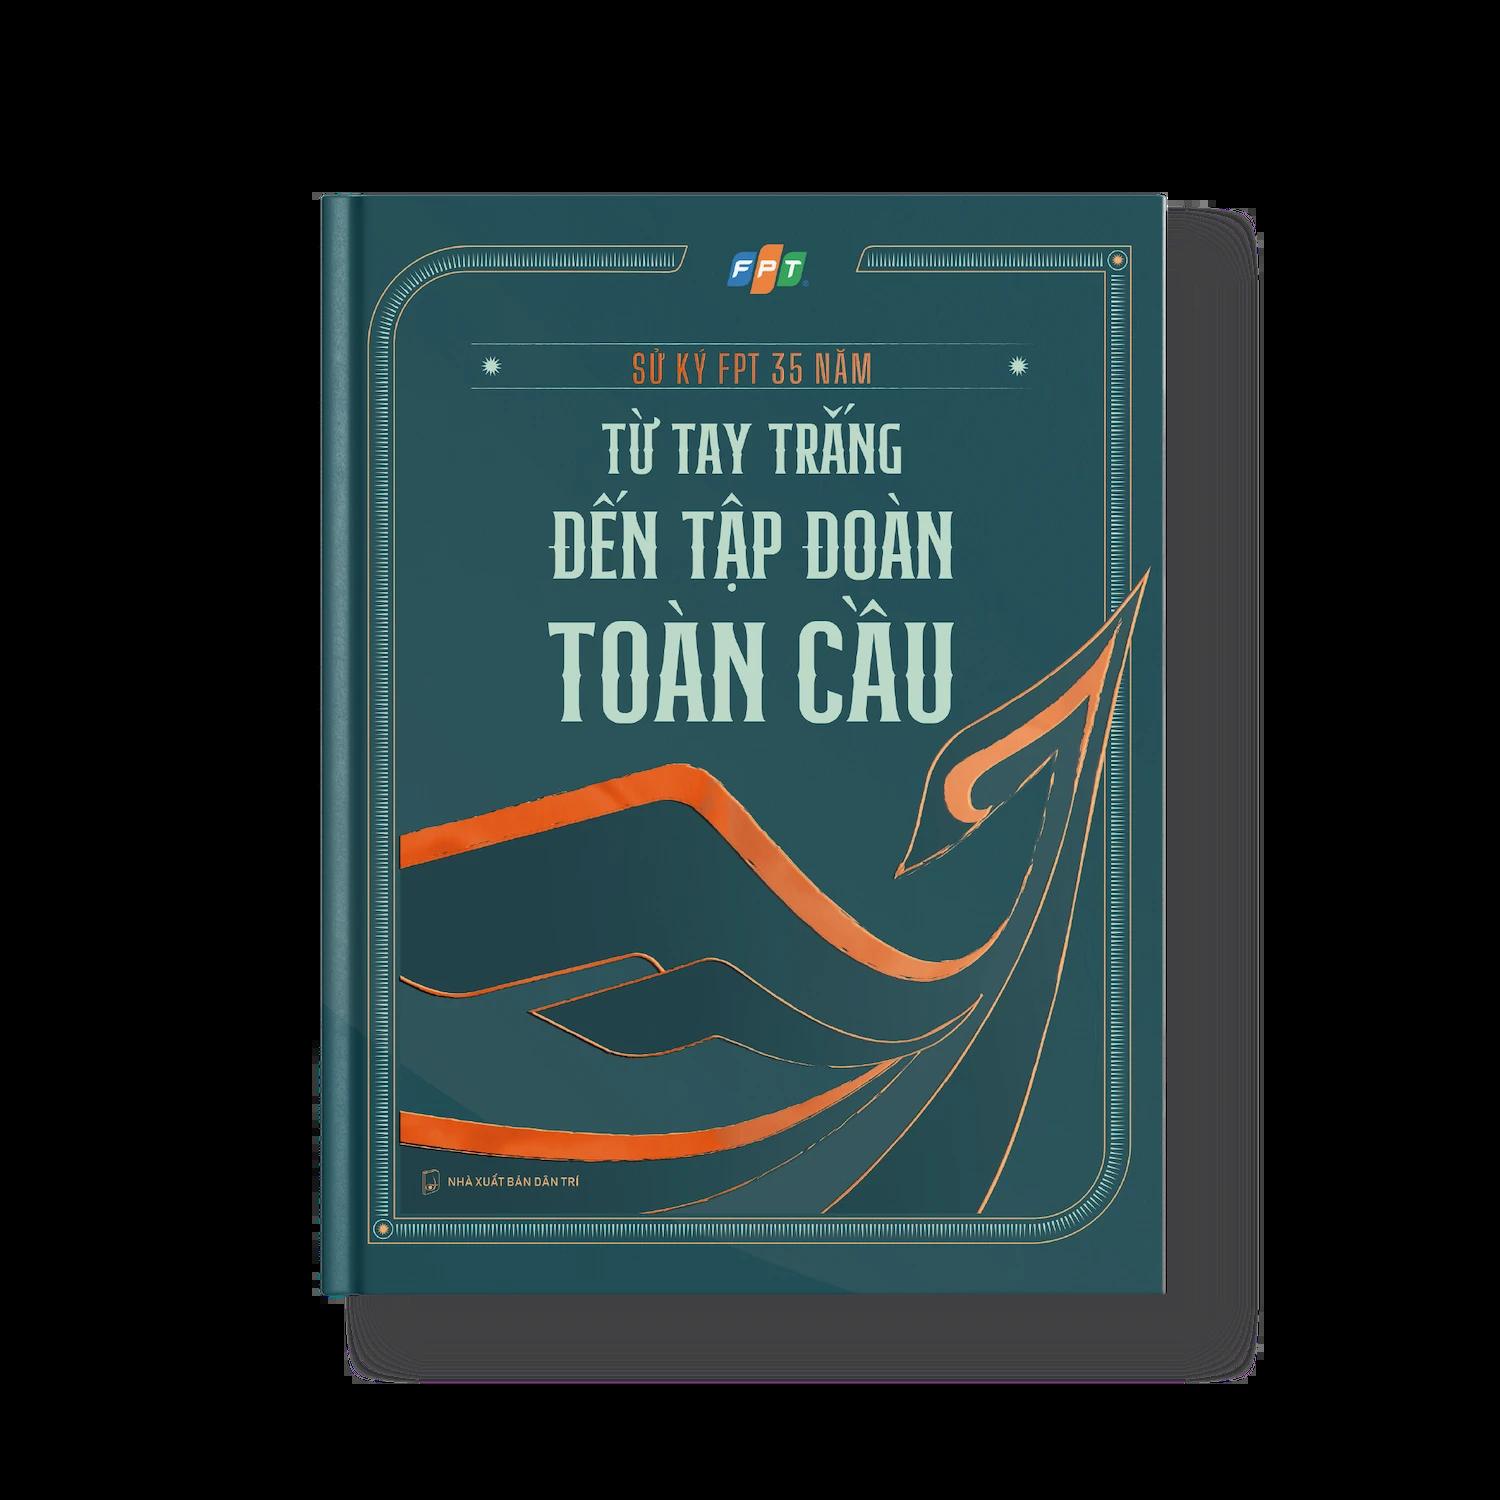 FPT
SỬ KÝ FPT 35 NĂM
TỪ TAY TRẮNG
ĐẾN TẬP ĐOÀN
TOÀN CẦU
NHÀ XUẤT BẢN DÂN TRÍ